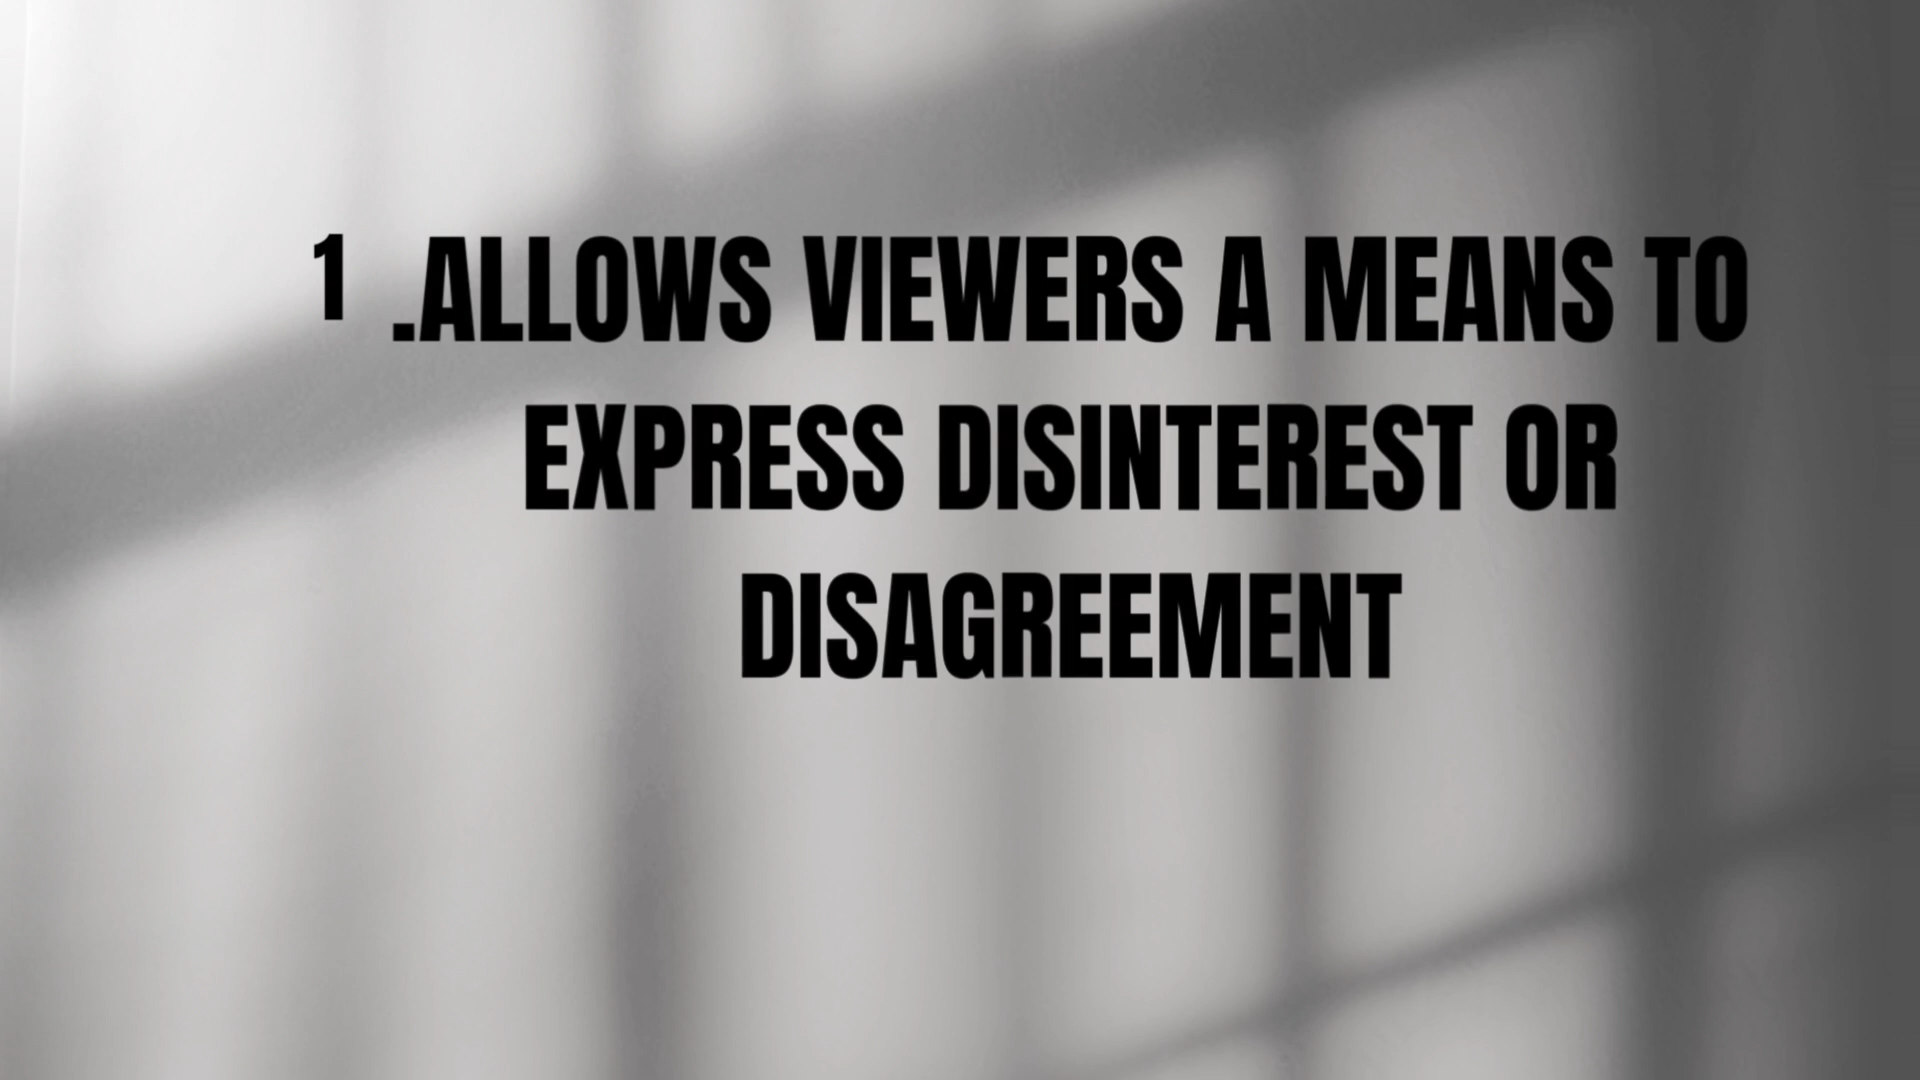 1 .ALLOWS VIEWERS A MEANS TO
EXPRESS DISINTEREST OR
DISAGREEMENT